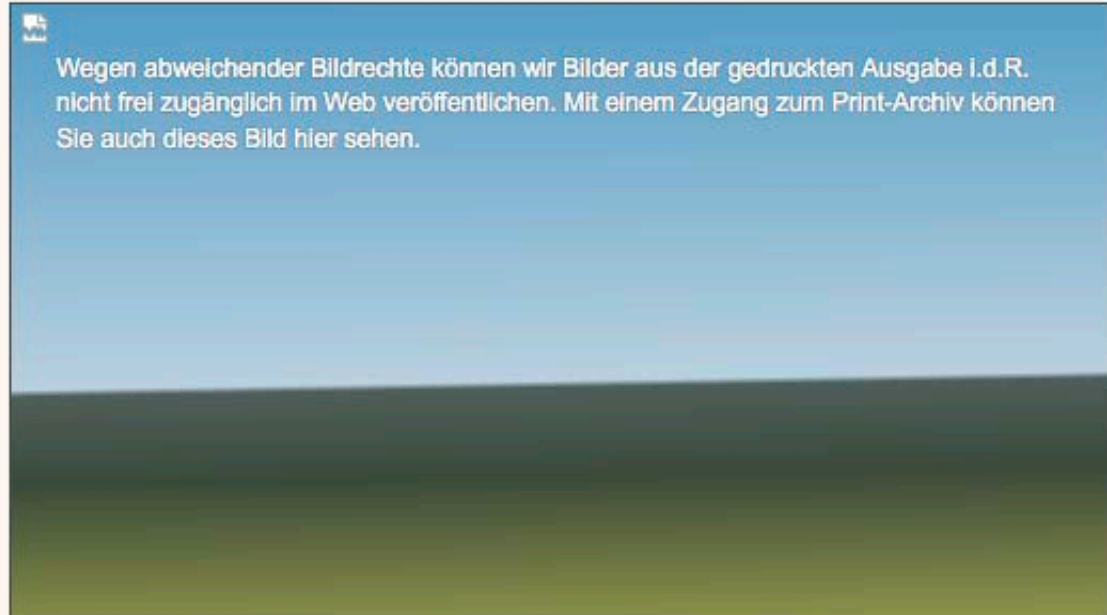 Wegen abweichender Bildrechte können wir Bilder aus der gedruckten Ausgabe i.d.R.
nicht frei zugänglich im Web veröffentlichen. Mit einem Zugang zum Print-Archiv können
Sie auch dieses Bild hier sehen.